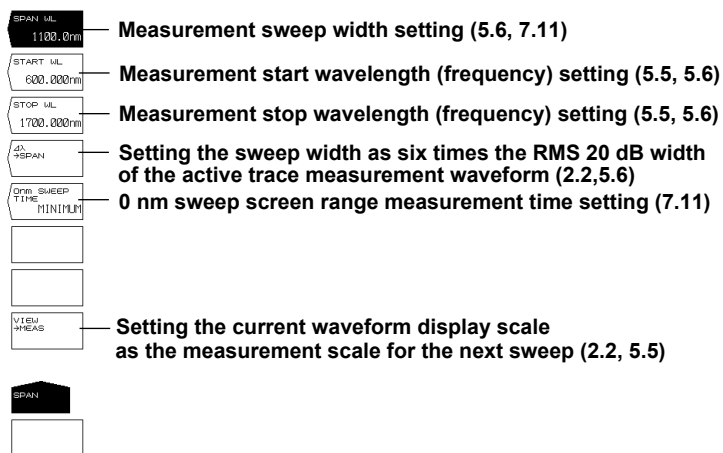 SPAN WL
1100.0nm
Measurement sweep width setting (5.6, 7.11)
START WL
600.000nm
Measurement start wavelength (frequency) setting (5.5, 5.6)
STOP WL
1700.000nm
Measurement stop wavelength (frequency) setting (5.5, 5.6)
Δλ
→SPAN
Setting the sweep width as six times the RMS 20 dB width
of the active trace measurement waveform (2.2,5.6)
0nm SWEEP
TIME
MINIMUM
0 nm sweep screen range measurement time setting (7.11)
VIEW
→MEAS
Setting the current waveform display scale
as the measurement scale for the next sweep (2.2, 5.5)
SPAN